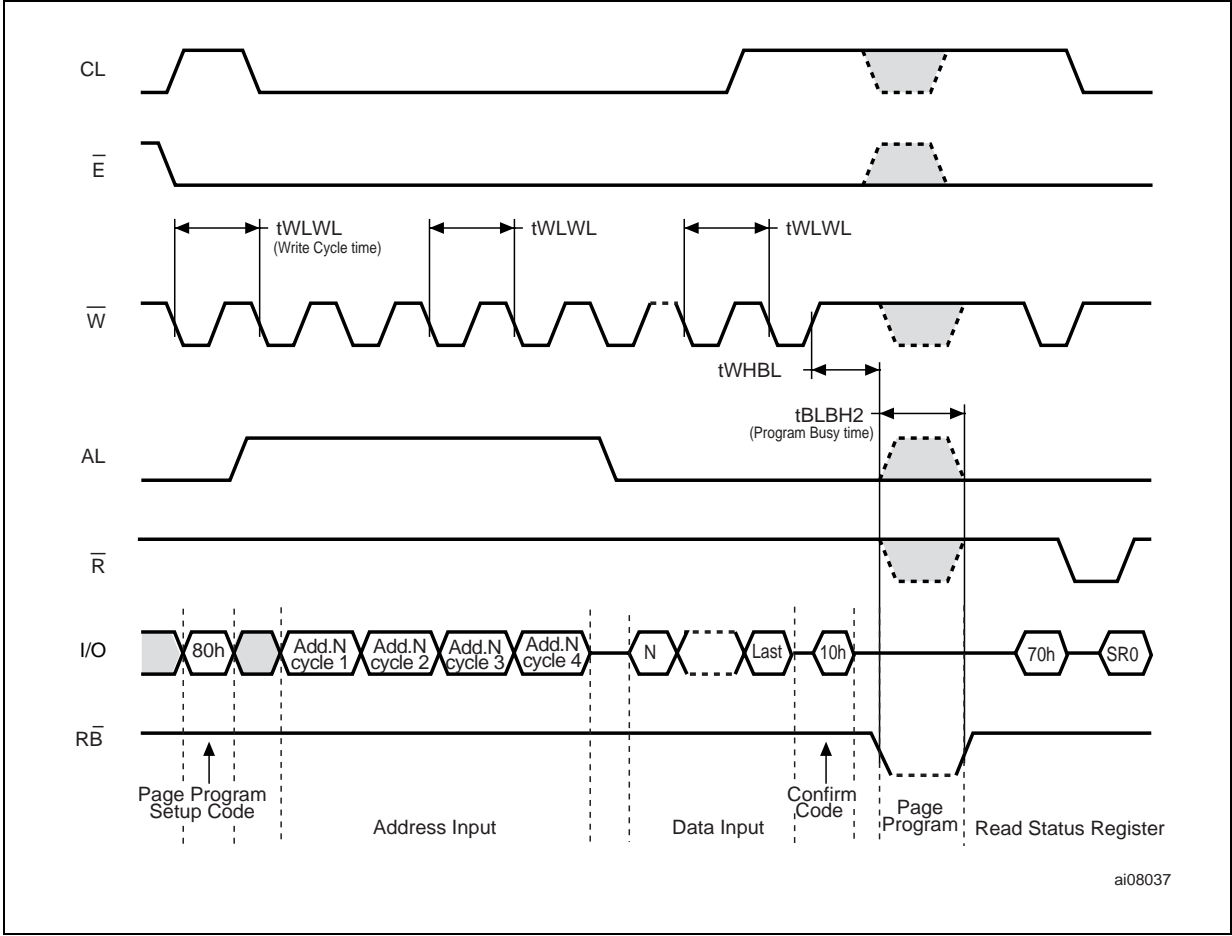 CL
E̅
tWLWL
(Write Cycle time)
tWLWL
tWLWL
W̅
tWHBL
tBLBH2
(Program Busy time)
AL
R̅
I/O
80h
Add.N
cycle 1
Add.N
cycle 2
Add.N
cycle 3
Add.N
cycle 4
N
Last
10h
70h
SR0
RB̅
Page Program
Setup Code
Address Input
Data Input
Confirm
Code
Page
Program
Read Status Register
ai08037